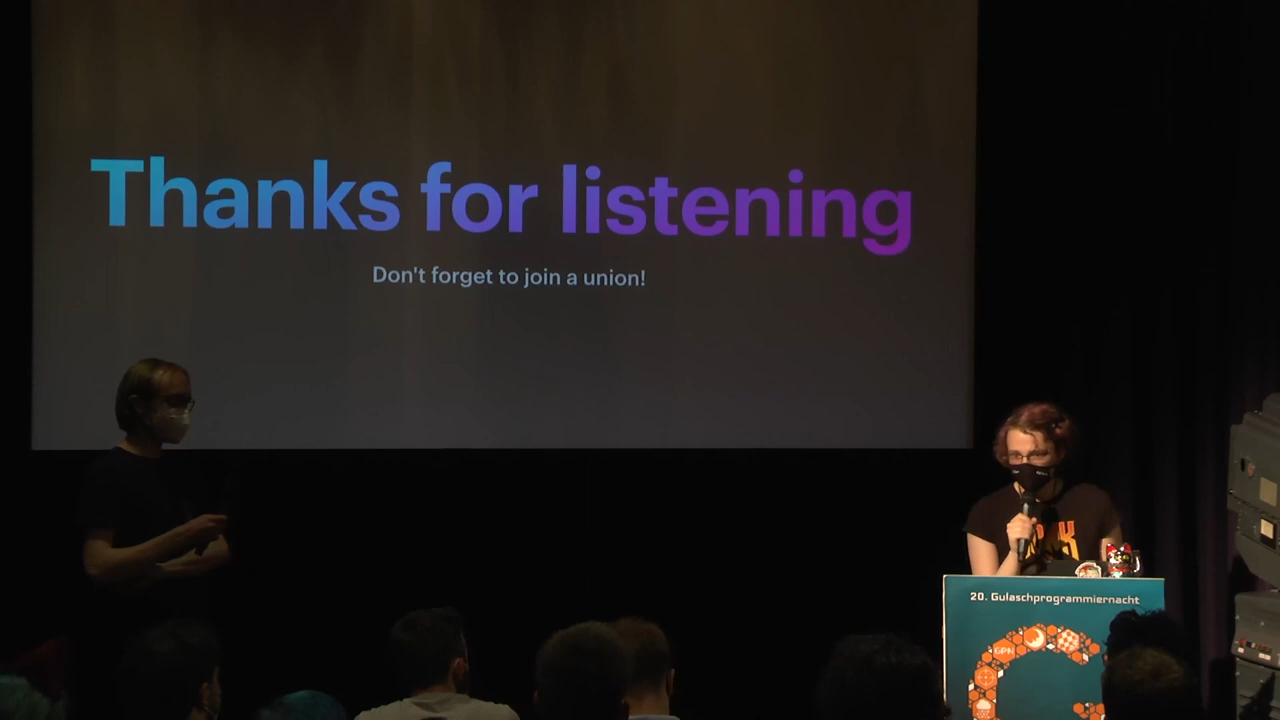 Thanks for listening
Don't forget to join a union!
20. Gulaschprogrammiernacht
GPN